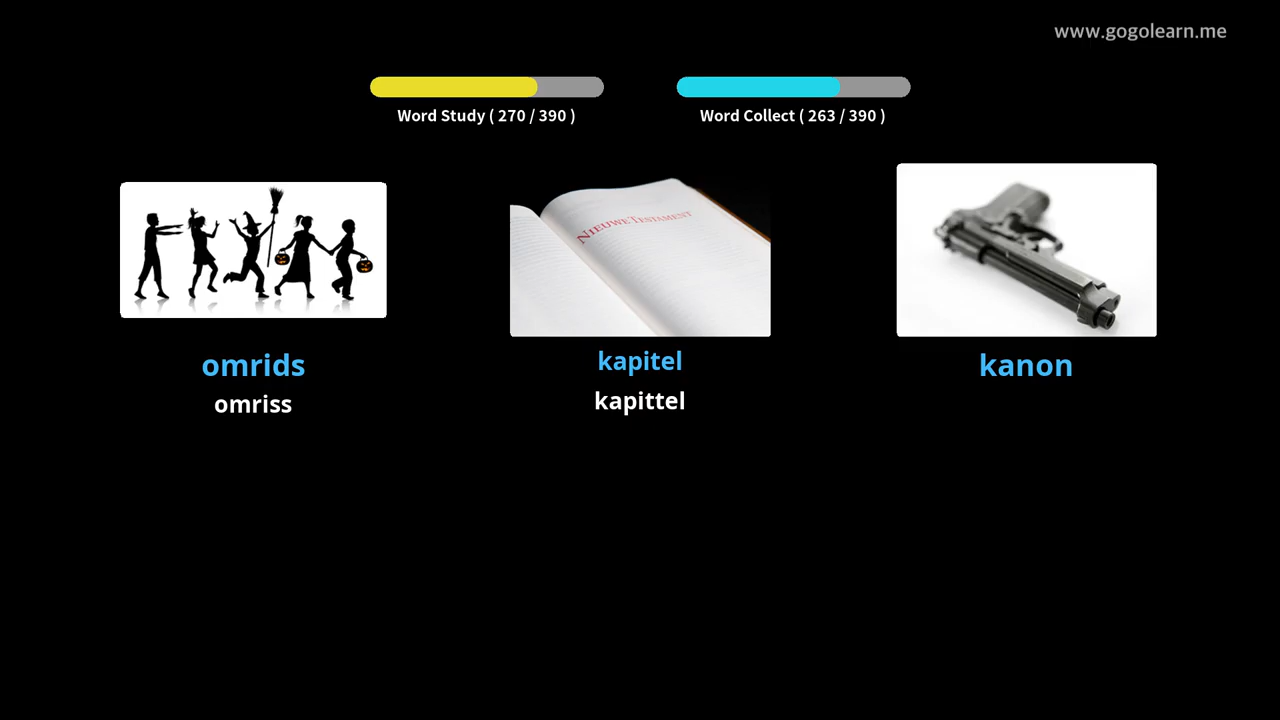 www.gogolearn.me
Word Study ( 270 / 390 )
Word Collect ( 263 / 390 )
NIEUWE TESTAMENT
omrids
kapitel
kanon
omriss
kapittel